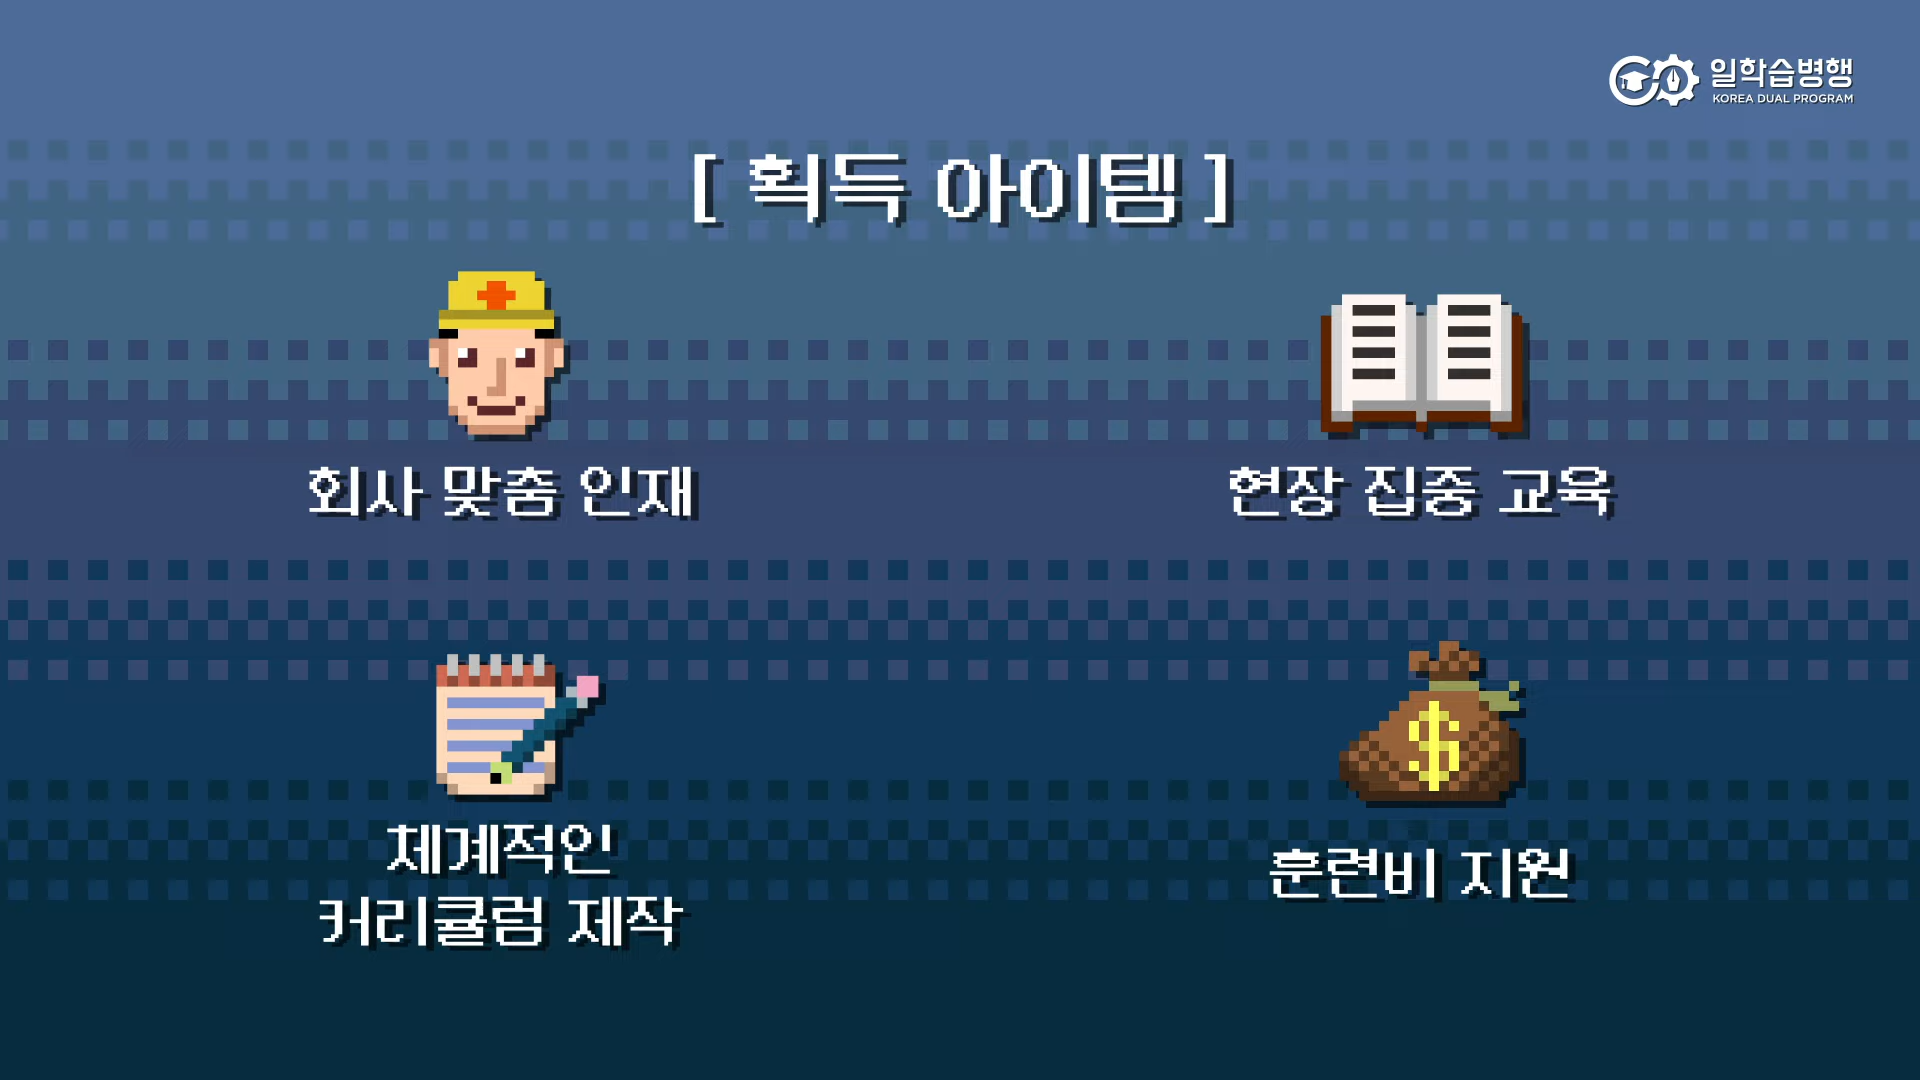 일학습병행
KOREA DUAL PROGRAM
[ 획득 아이템 ]
회사 맞춤 인재
현장 집중 교육
체계적인
커리큘럼 제작
훈련비 지원